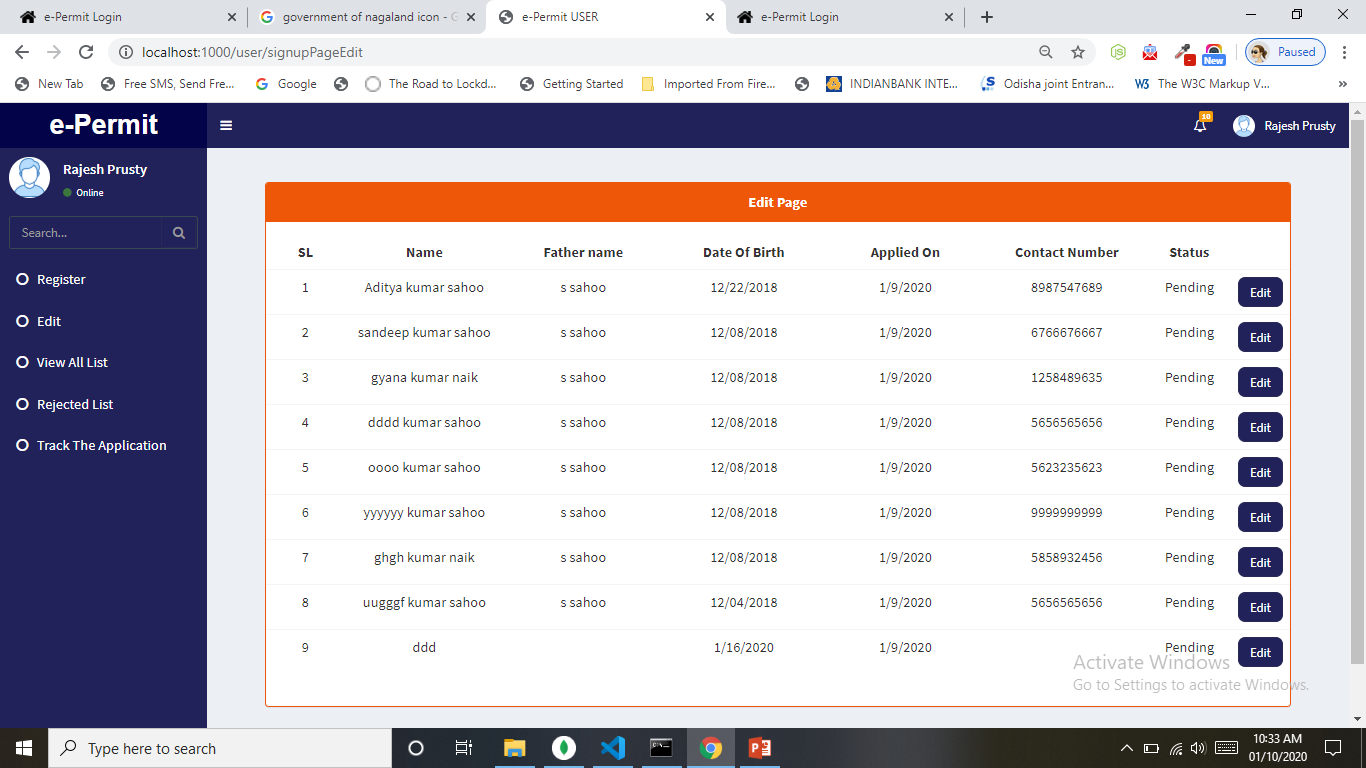 e-Permit Login
government of nagaland icon - G
e-Permit USER
e-Permit Login
localhost:1000/user/signupPageEdit
New
Paused
New Tab
Free SMS, Send Fre...
Google
The Road to Lockd...
Getting Started
Imported From Fire...
INDIANBANK INTE...
Odisha joint Entran...
The W3C Markup V...
e-Permit
10
Rajesh Prusty
Rajesh Prusty
Online
Search...
Register
Edit
View All List
Rejected List
Track The Application
Edit Page
SL Name Father name Date Of Birth Applied On Contact Number Status
1 Aditya kumar sahoo s sahoo 12/22/2018 1/9/2020 8987547689 Pending Edit
2 sandeep kumar sahoo s sahoo 12/08/2018 1/9/2020 6766676667 Pending Edit
3 gyana kumar naik s sahoo 12/08/2018 1/9/2020 1258489635 Pending Edit
4 dddd kumar sahoo s sahoo 12/08/2018 1/9/2020 5656565656 Pending Edit
5 oooo kumar sahoo s sahoo 12/08/2018 1/9/2020 5623235623 Pending Edit
6 yyyyyy kumar sahoo s sahoo 12/08/2018 1/9/2020 9999999999 Pending Edit
7 ghgh kumar naik s sahoo 12/08/2018 1/9/2020 5858932456 Pending Edit
8 uugggf kumar sahoo s sahoo 12/04/2018 1/9/2020 5656565656 Pending Edit
9 ddd 1/16/2020 1/9/2020 Pending Edit
Activate Windows
Go to Settings to activate Windows.
Type here to search
10:33 AM
01/10/2020